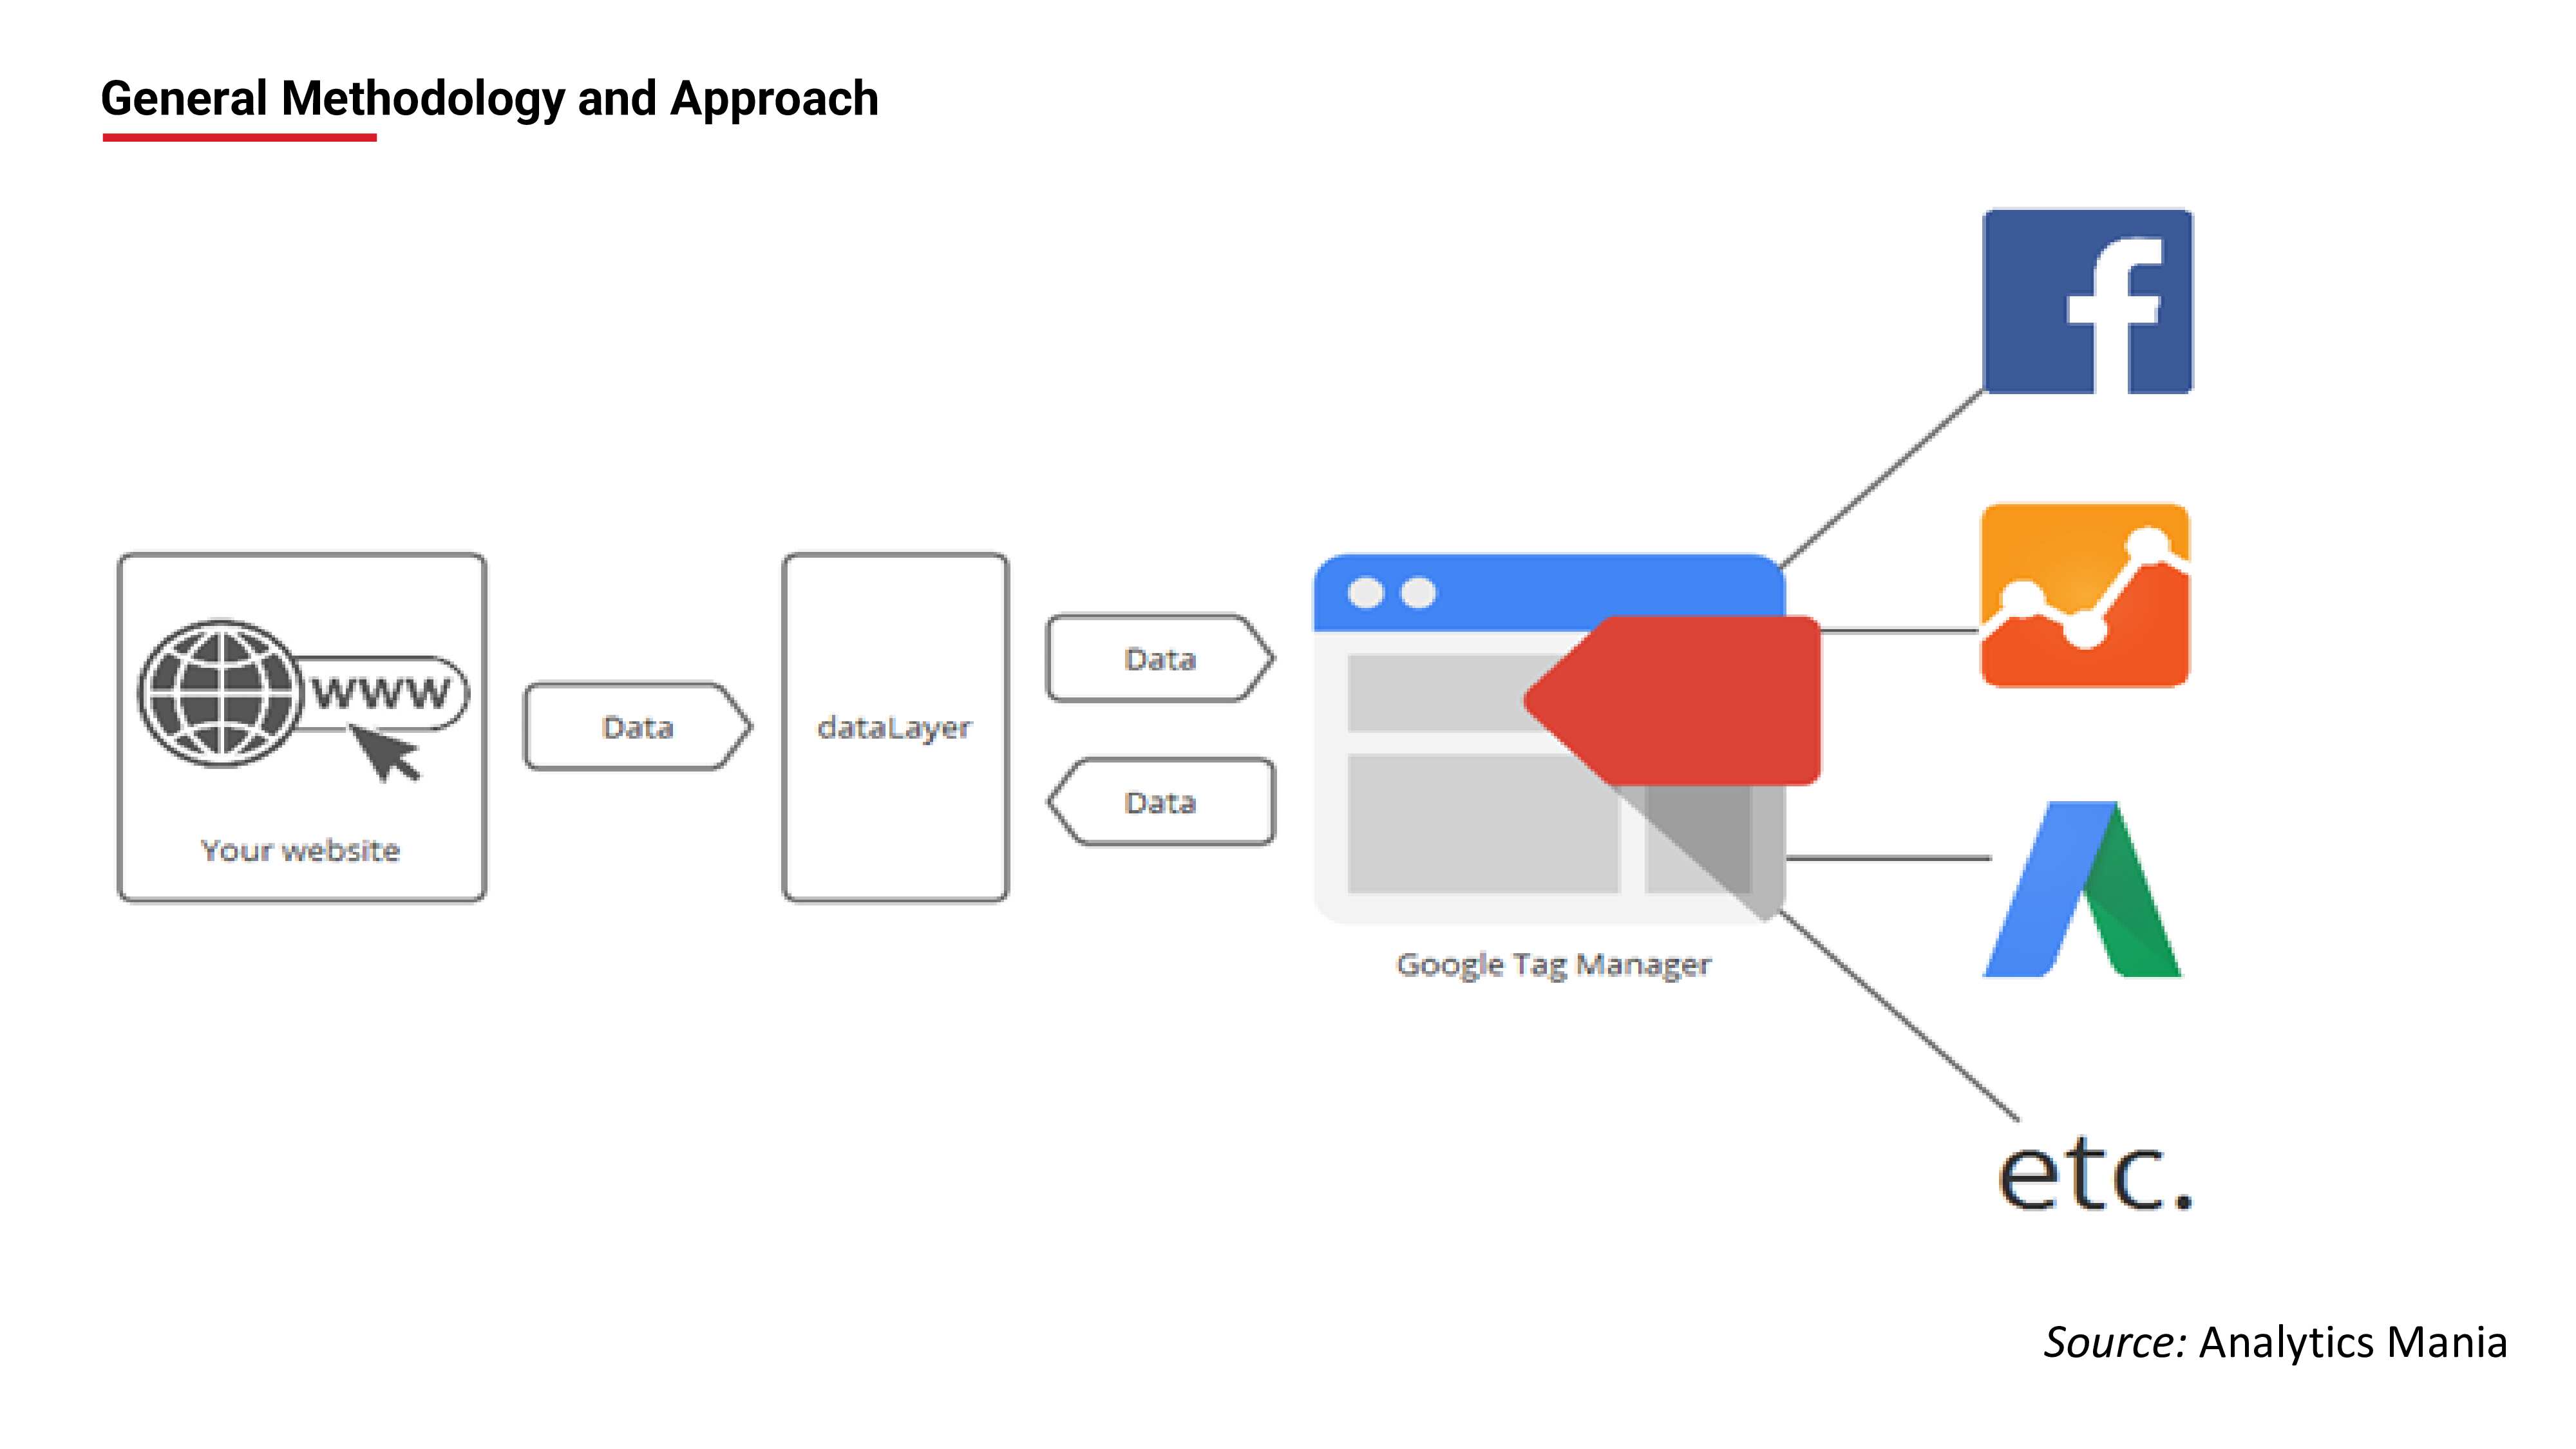 General Methodology and Approach
www
Your website
Data
dataLayer
Data
Data
Google Tag Manager
f
etc.
Source: Analytics Mania